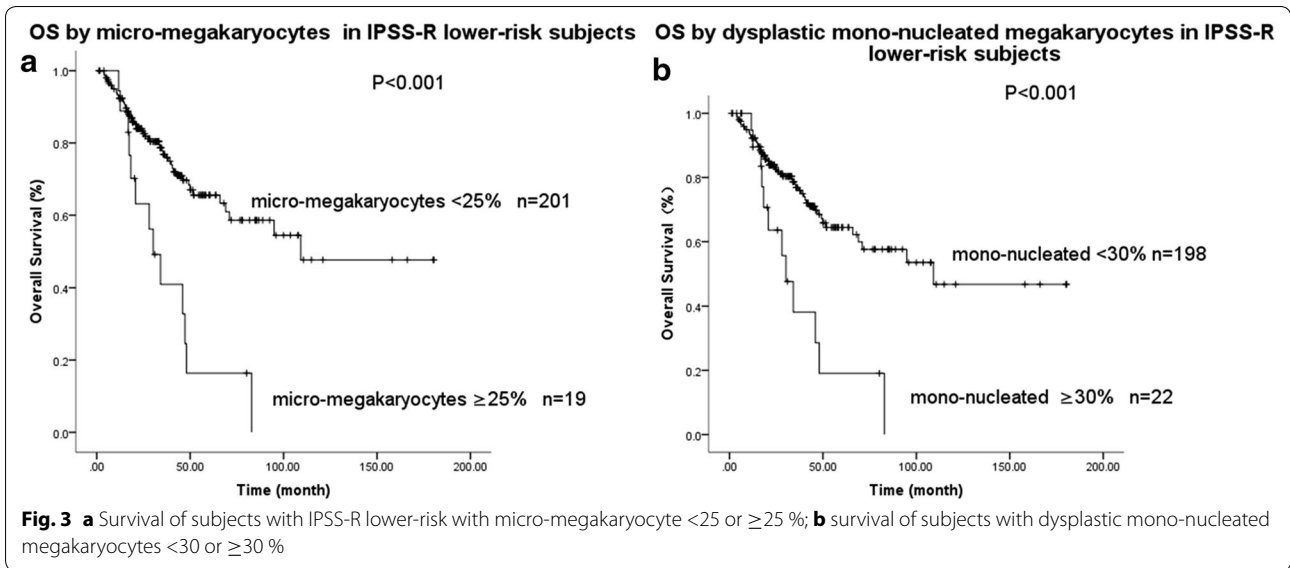 OS by micro-megakaryocytes in IPSS-R lower-risk subjects
a
P<0.001
1.0
0.8
0.6
0.4
0.2
0.0
Overall Survival (%)
micro-megakaryocytes <25% n=201
micro-megakaryocytes ≥25% n=19
.00 50.00 100.00 150.00 200.00
Time (month)
OS by dysplastic mono-nucleated megakaryocytes in IPSS-R
lower-risk subjects
b
P<0.001
1.0
0.8
0.6
0.4
0.2
0.0
Overall Survival (%)
mono-nucleated <30% n=198
mono-nucleated ≥30% n=22
.00 50.00 100.00 150.00 200.00
Time (month)
Fig. 3 a Survival of subjects with IPSS-R lower-risk with micro-megakaryocyte <25 or ≥25 %; b survival of subjects with dysplastic mono-nucleated
megakaryocytes <30 or ≥30 %